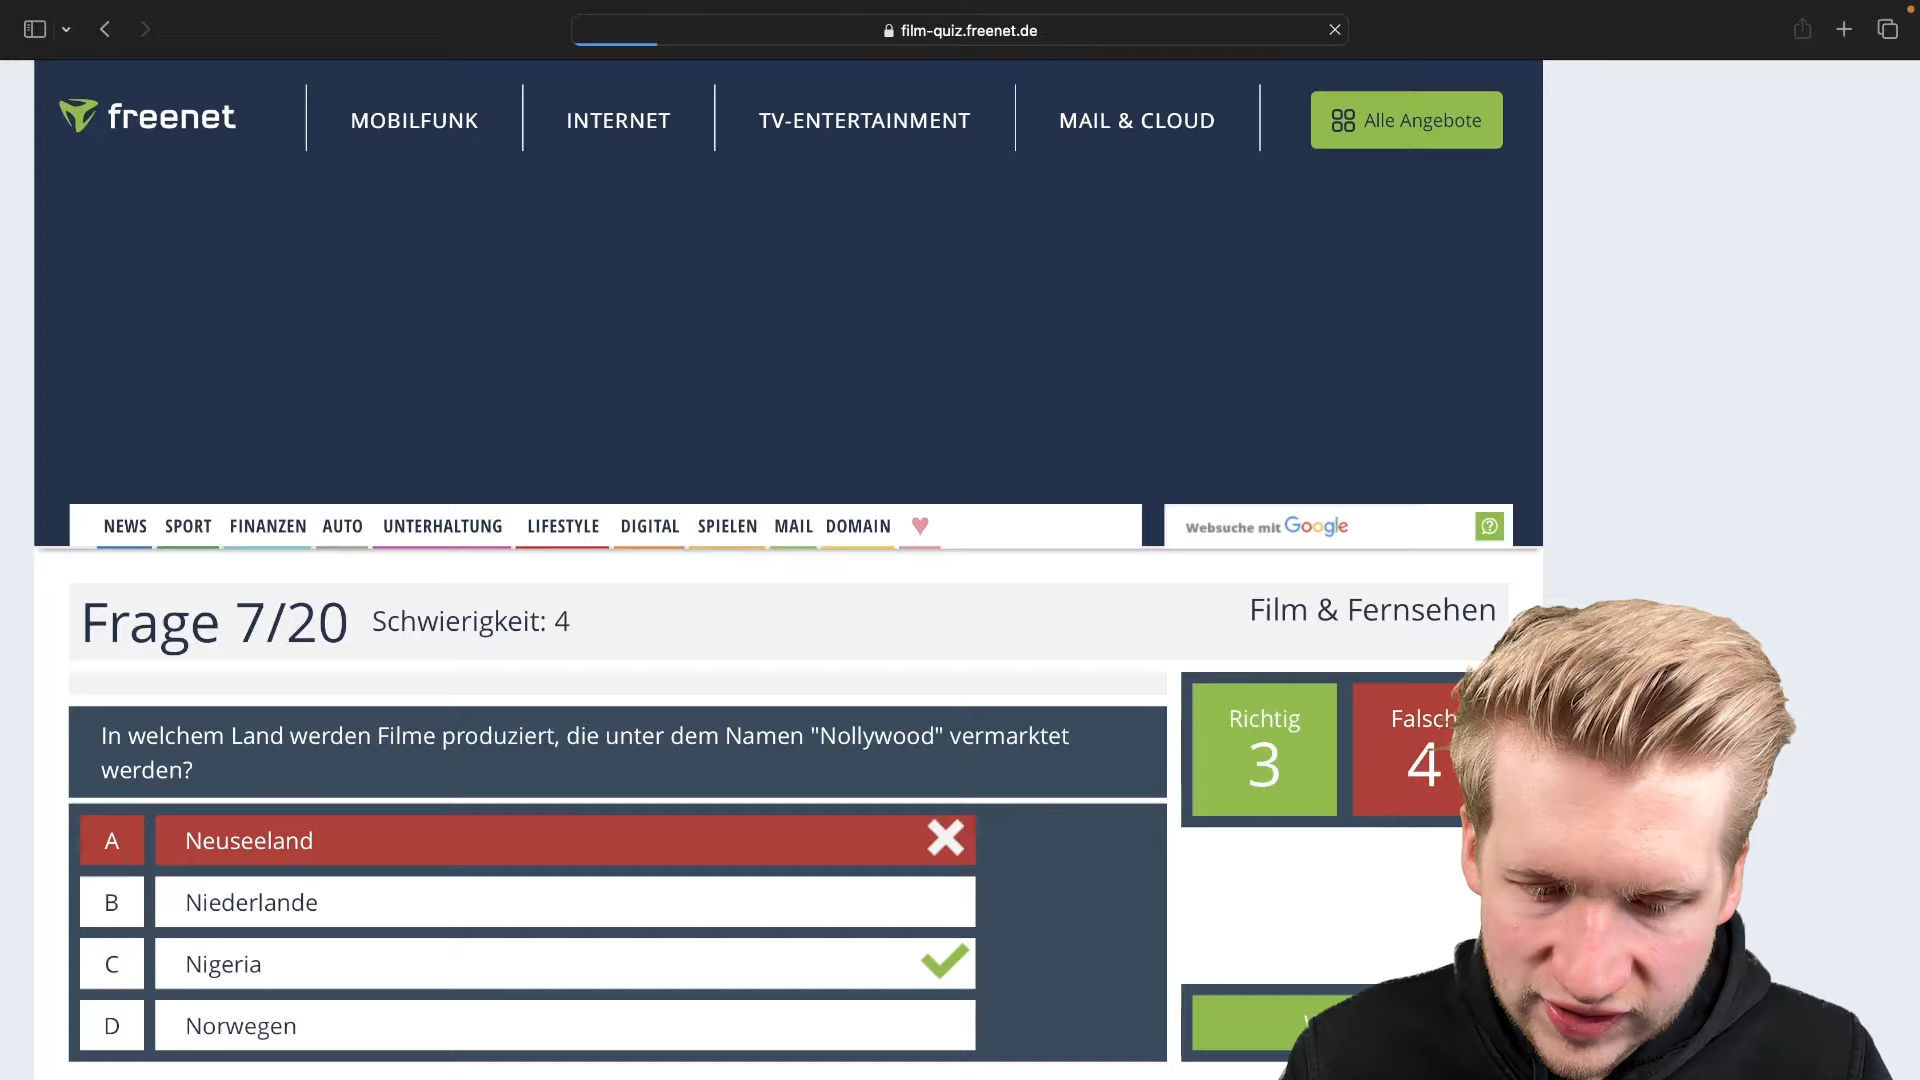 film-quiz.freenet.de
freenet
MOBILFUNK
INTERNET
TV-ENTERTAINMENT
MAIL & CLOUD
Alle Angebote
NEWS SPORT FINANZEN AUTO UNTERHALTUNG LIFESTYLE DIGITAL SPIELEN MAIL DOMAIN
Websuche mit Google
Frage 7/20 Schwierigkeit: 4
Film & Fernsehen
In welchem Land werden Filme produziert, die unter dem Namen "Nollywood" vermarktet
werden?
Richtig
3
Falsch
4
A Neuseeland
B Niederlande
C Nigeria
D Norwegen